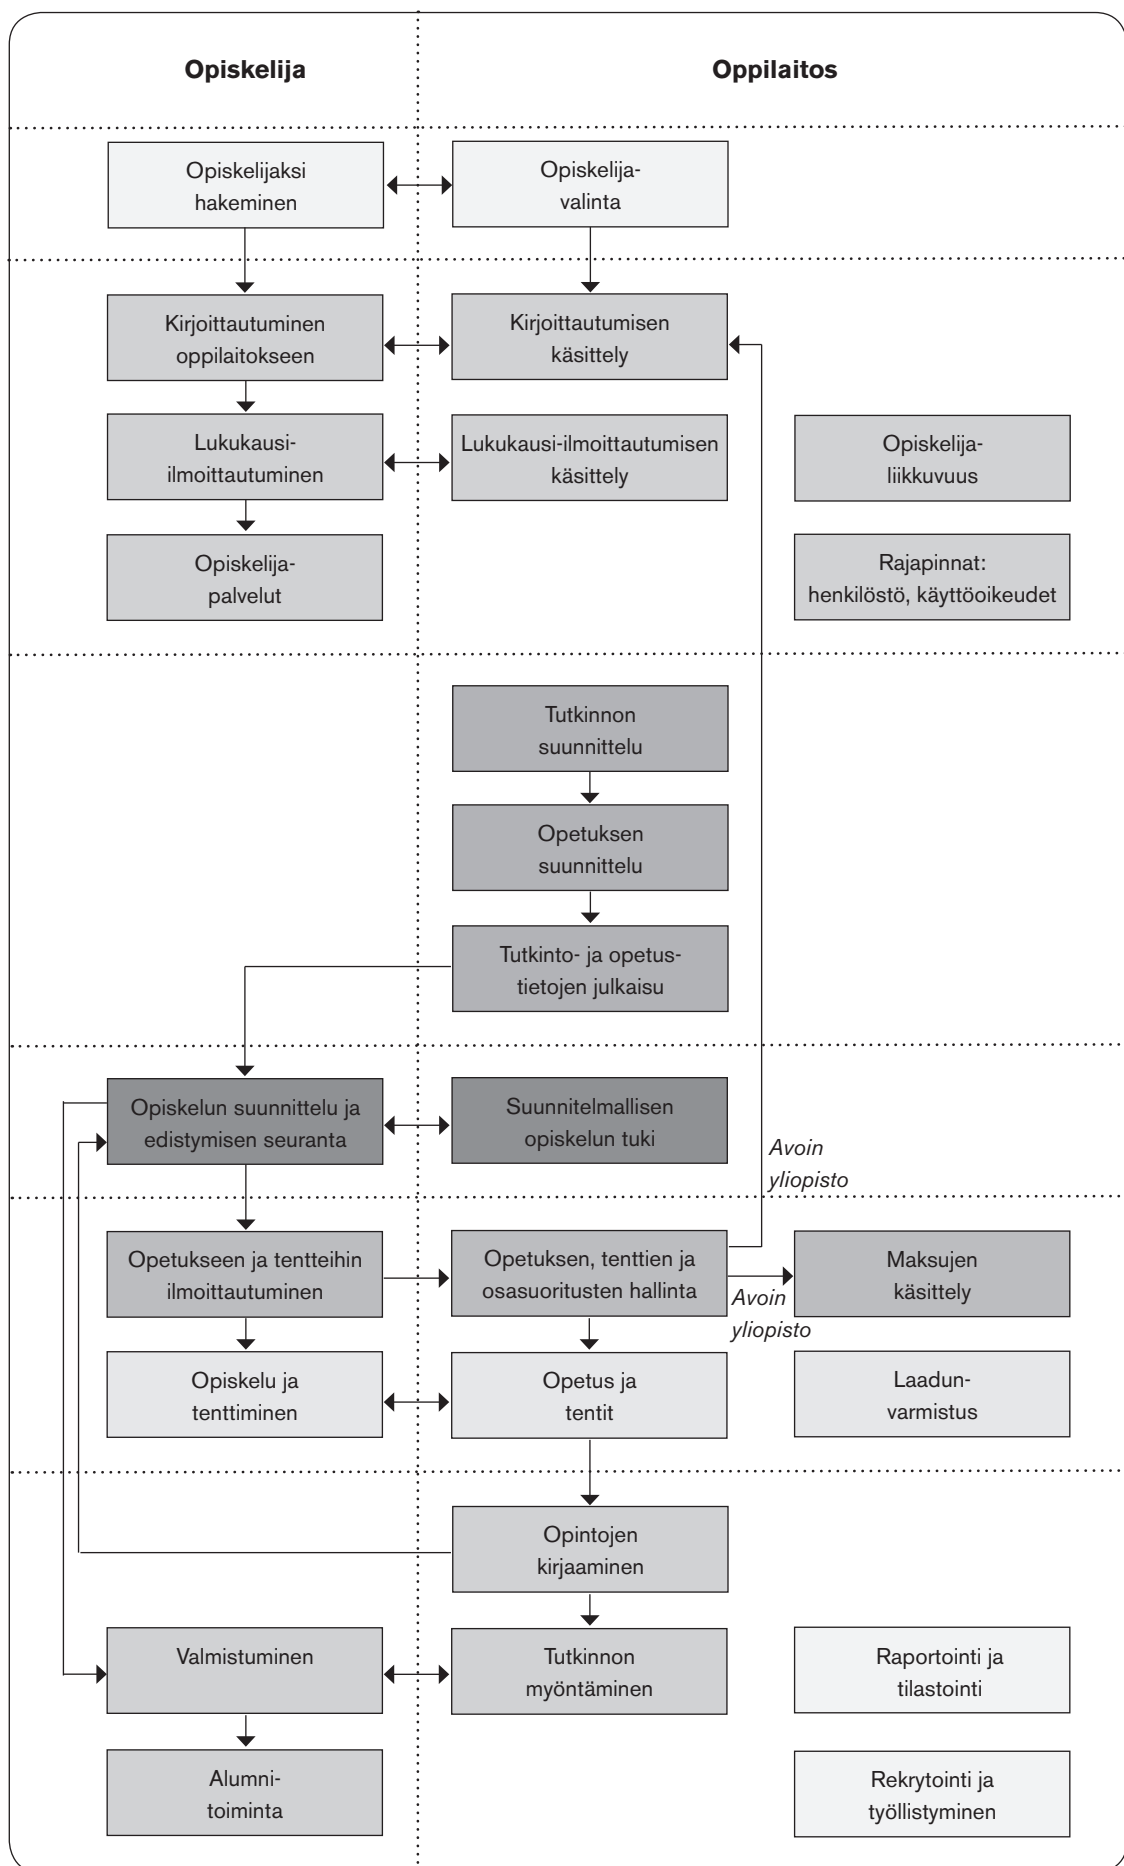 Opiskelija
Oppilaitos
Opiskelijaksi
hakeminen
Opiskelija-
valinta
Kirjoittautuminen
oppilaitokseen
Kirjoittautumisen
käsittely
Lukukausi-
ilmoittautuminen
Lukukausi-ilmoittautumisen
käsittely
Opiskelija-
liikkuvuus
Opiskelija-
palvelut
Rajapinnat:
henkilöstö, käyttöoikeudet
Tutkinnon
suunnittelu
Opetuksen
suunnittelu
Tutkinto- ja opetus-
tietojen julkaisu
Opiskelun suunnittelu ja
edistymisen seuranta
Suunnitelmallisen
opiskelun tuki
Avoin
yliopisto
Opetukseen ja tentteihin
ilmoittautuminen
Opetuksen, tenttien ja
osasuoritusten hallinta
Avoin
yliopisto
Maksujen
käsittely
Opiskelu ja
tenttiminen
Opetus ja
tentit
Laadun-
varmistus
Opintojen
kirjaaminen
Valmistuminen
Tutkinnon
myöntäminen
Raportointi ja
tilastointi
Alumni-
toiminta
Rekrytointi ja
työllistyminen